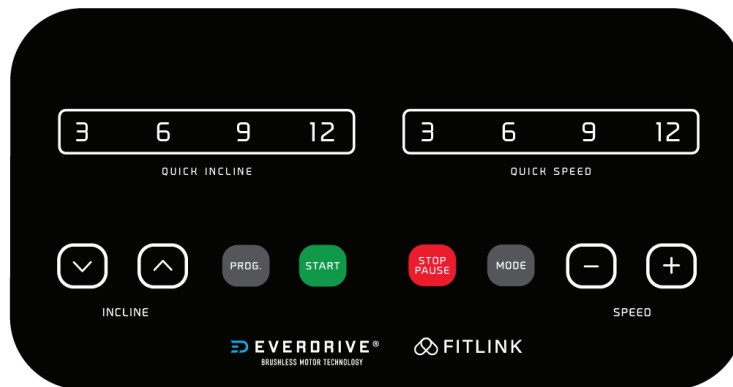 3 6 9 12
QUICK INCLINE
3 6 9 12
QUICK SPEED
PROG.
START
STOP
PAUSE
MODE
INCLINE
SPEED
EVERDRIVE®
BRUSHLESS MOTOR TECHNOLOGY
FITLINK